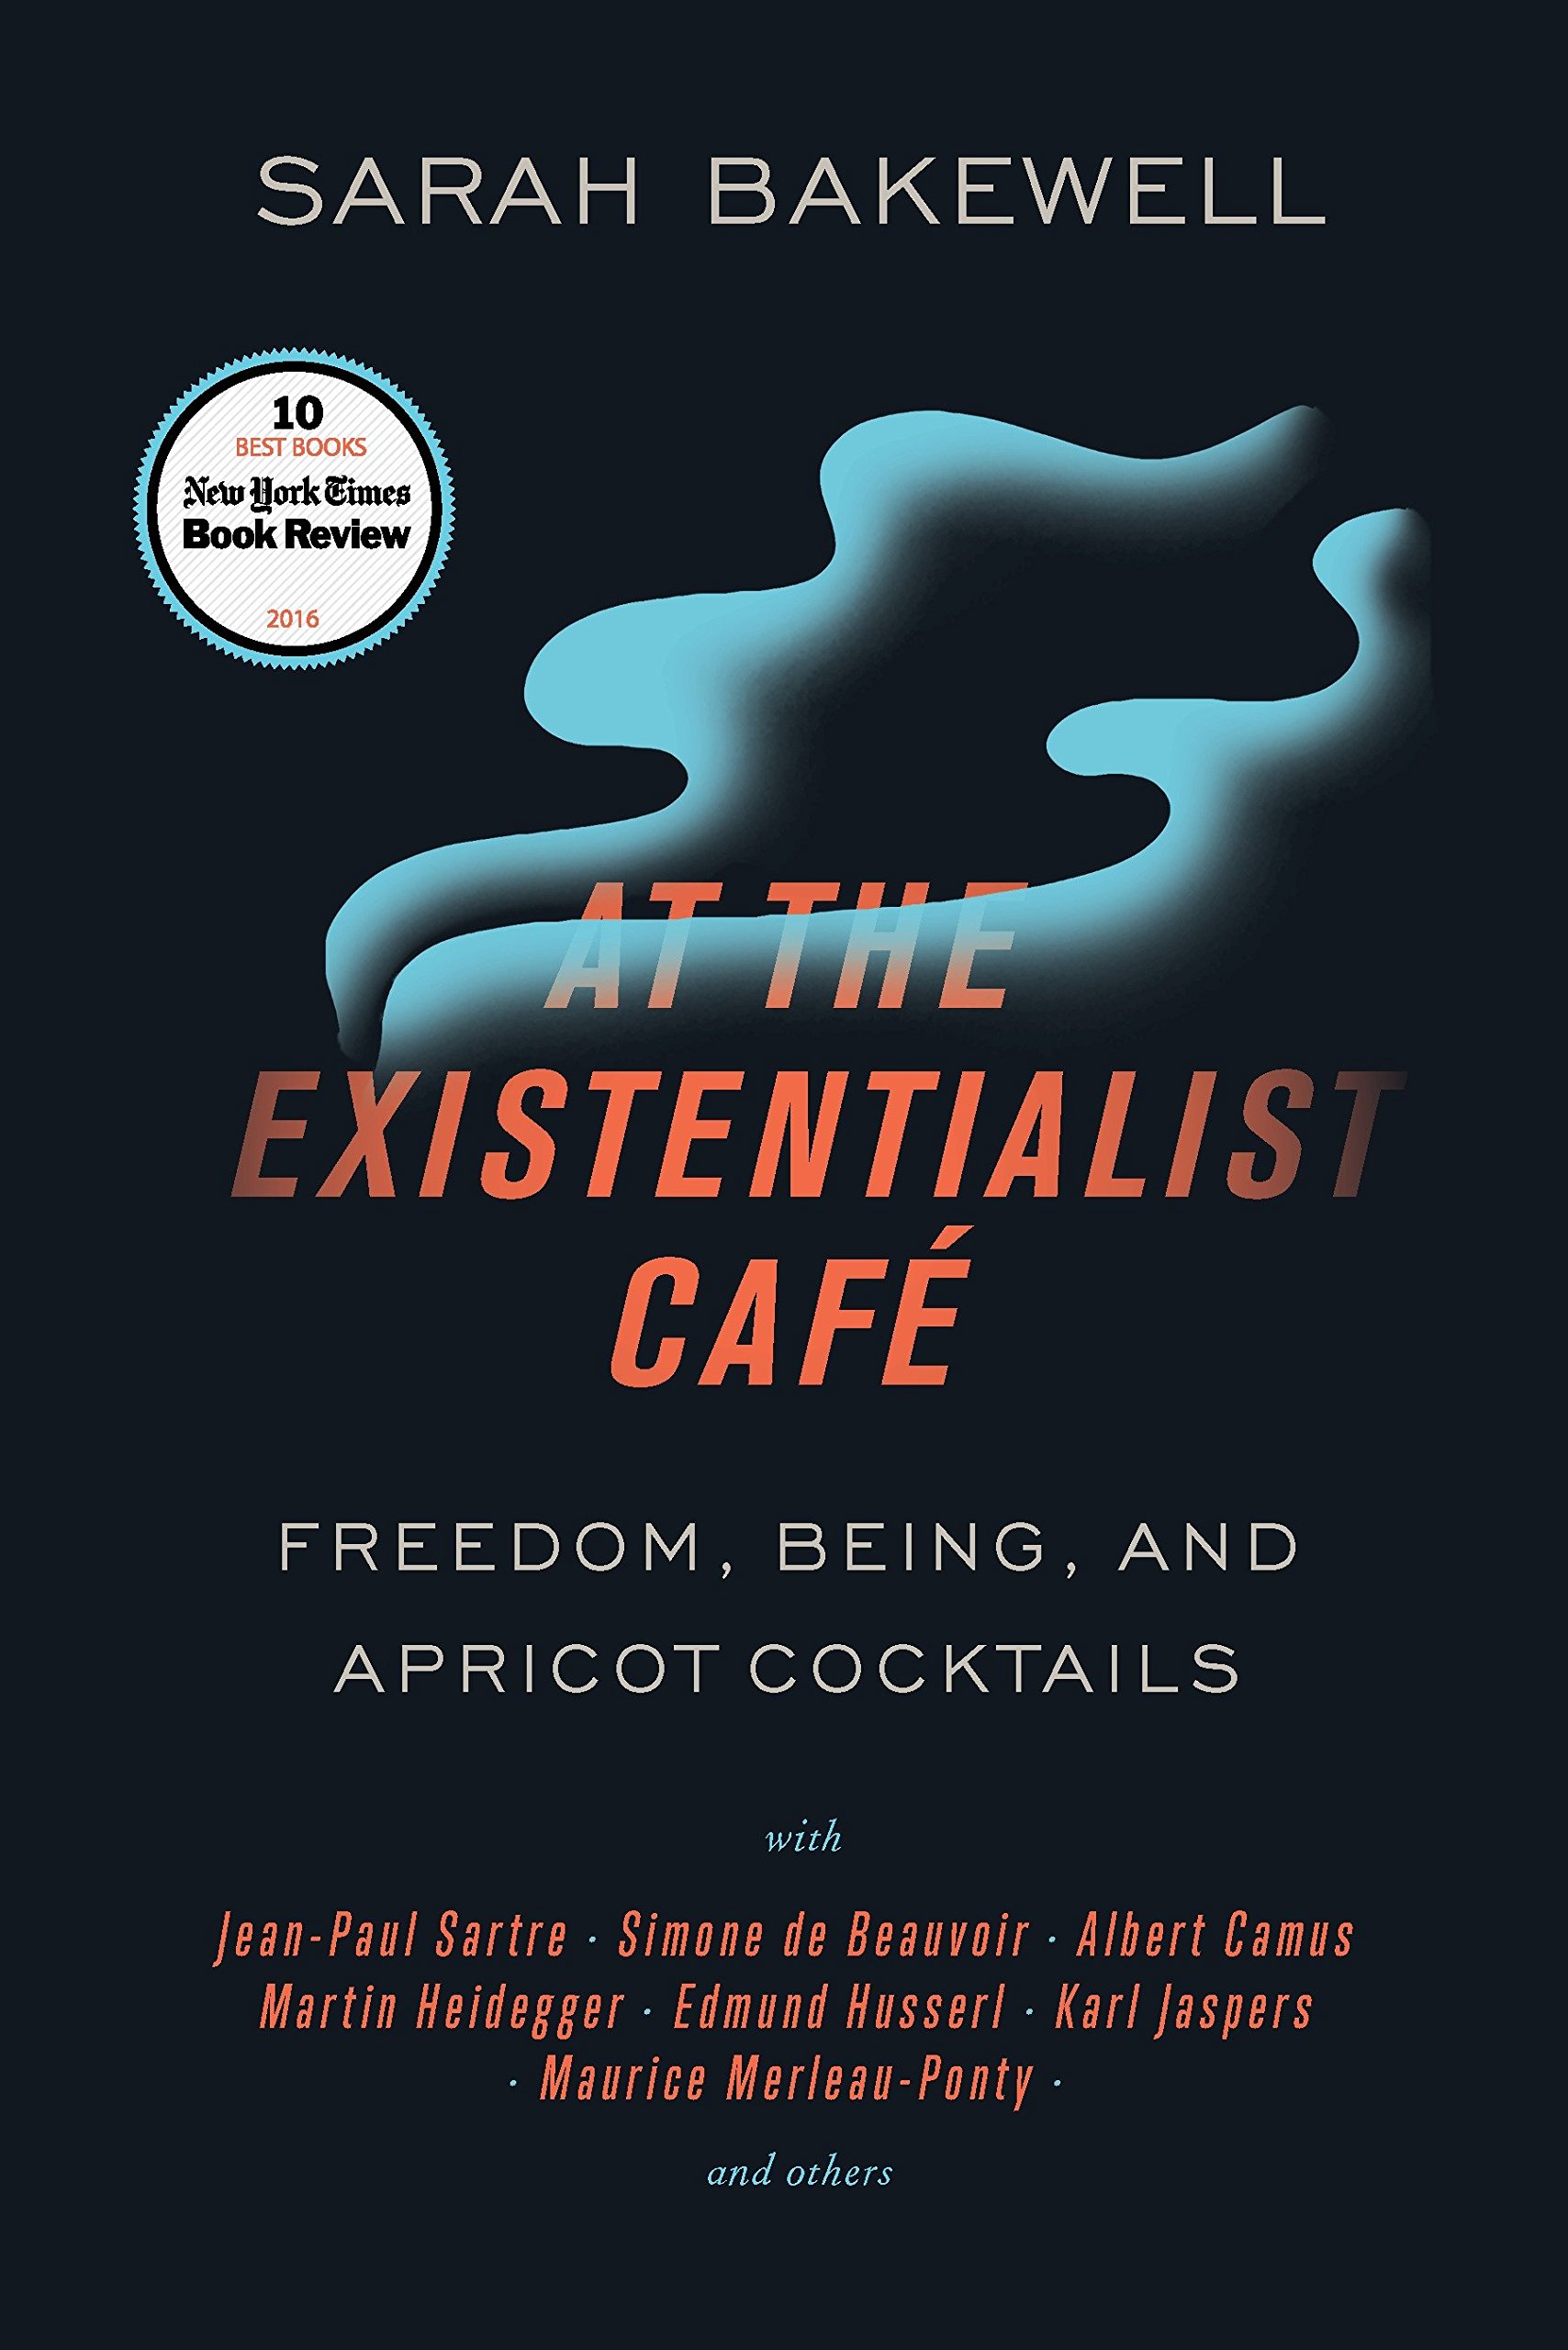 SARAH BAKEWELL
10
BEST BOOKS
New York Times
Book Review
2016
AT THE
EXISTENTIALIST
CAFÉ
FREEDOM, BEING, AND
APRICOT COCKTAILS
with
Jean-Paul Sartre · Simone de Beauvoir · Albert Camus
Martin Heidegger · Edmund Husserl · Karl Jaspers
· Maurice Merleau-Ponty ·
and others